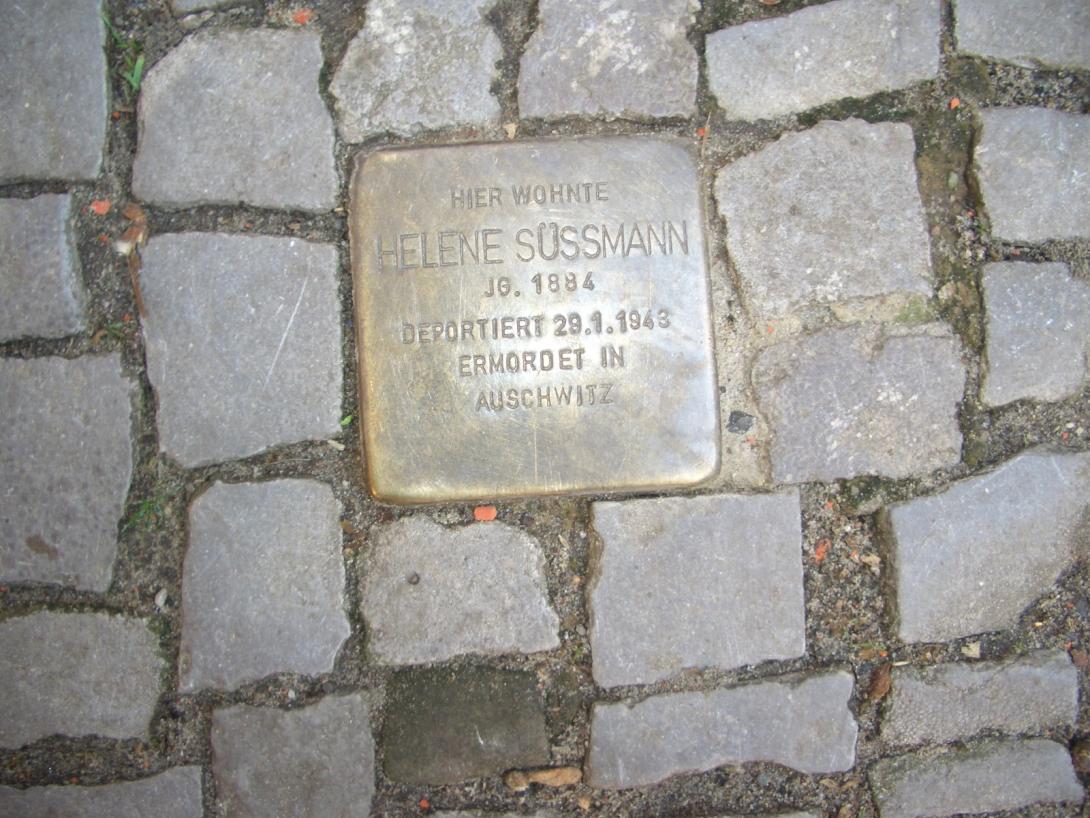 HIER WOHNTE
HELENE SÜSSMANN
JG. 1884
DEPORTIERT 29.1.1943
ERMORDET IN
AUSCHWITZ